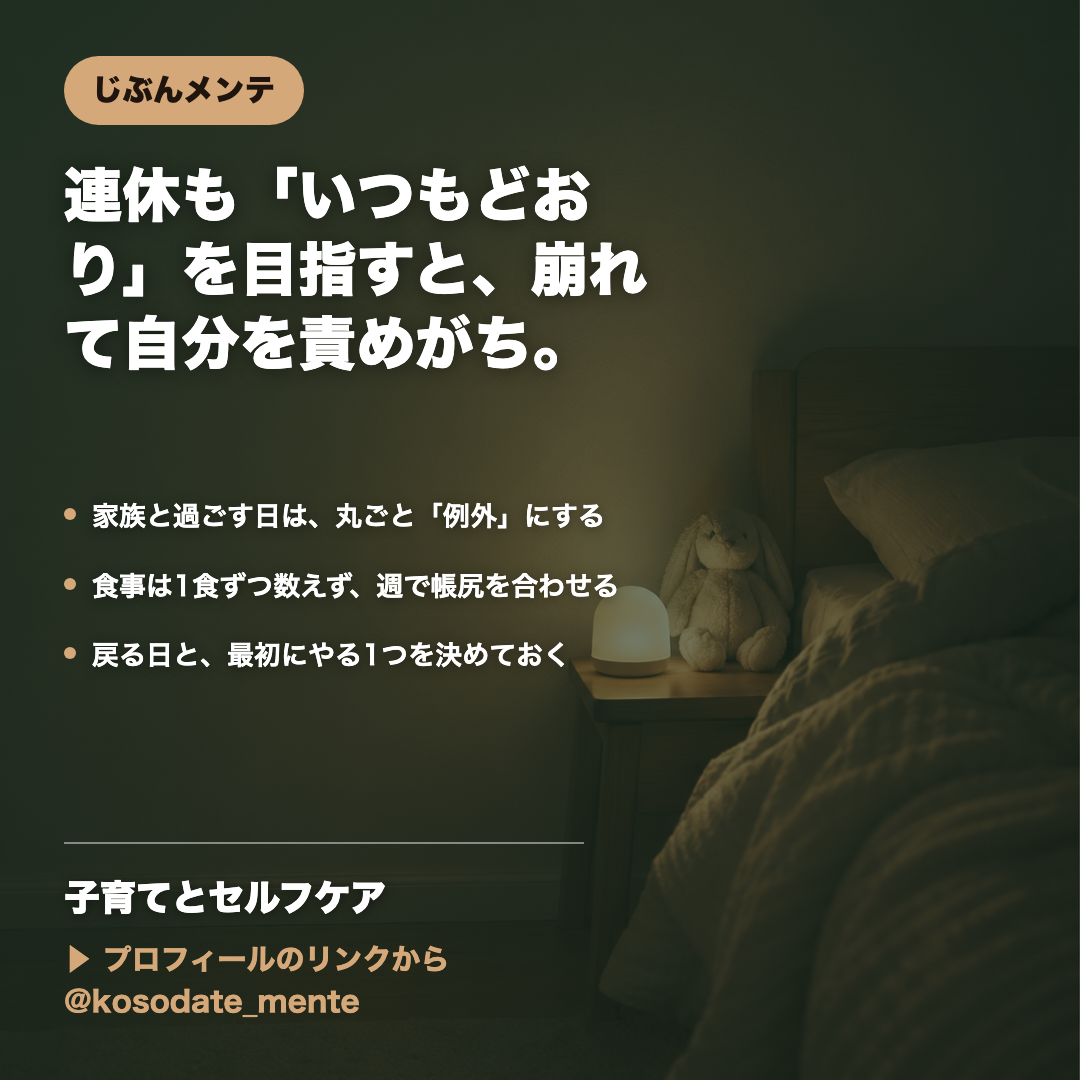 じぶんメンテ
連休も「いつもどお
り」を目指すと、崩れ
て自分を責めがち。
家族と過ごす日は、丸ごと「例外」にする
食事は1食ずつ数えず、週で帳尻を合わせる
戻る日と、最初にやる1つを決めておく
子育てとセルフケア
▶ プロフィールのリンクから
@kosodate_mente